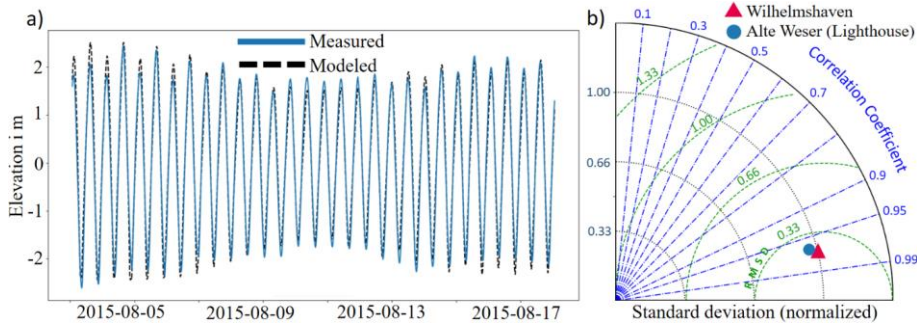 a)
Measured
Modeled
Elevation i m
2
1
0
-1
-2
2015-08-05
2015-08-09
2015-08-13
2015-08-17
b)
Wilhelmshaven
Alte Weser (Lighthouse)
Correlation Coefficient
0.1
0.3
0.5
0.7
0.9
0.95
0.99
1.33
1.00
0.66
0.33
R M S D
1.00
0.66
0.33
Standard deviation (normalized)